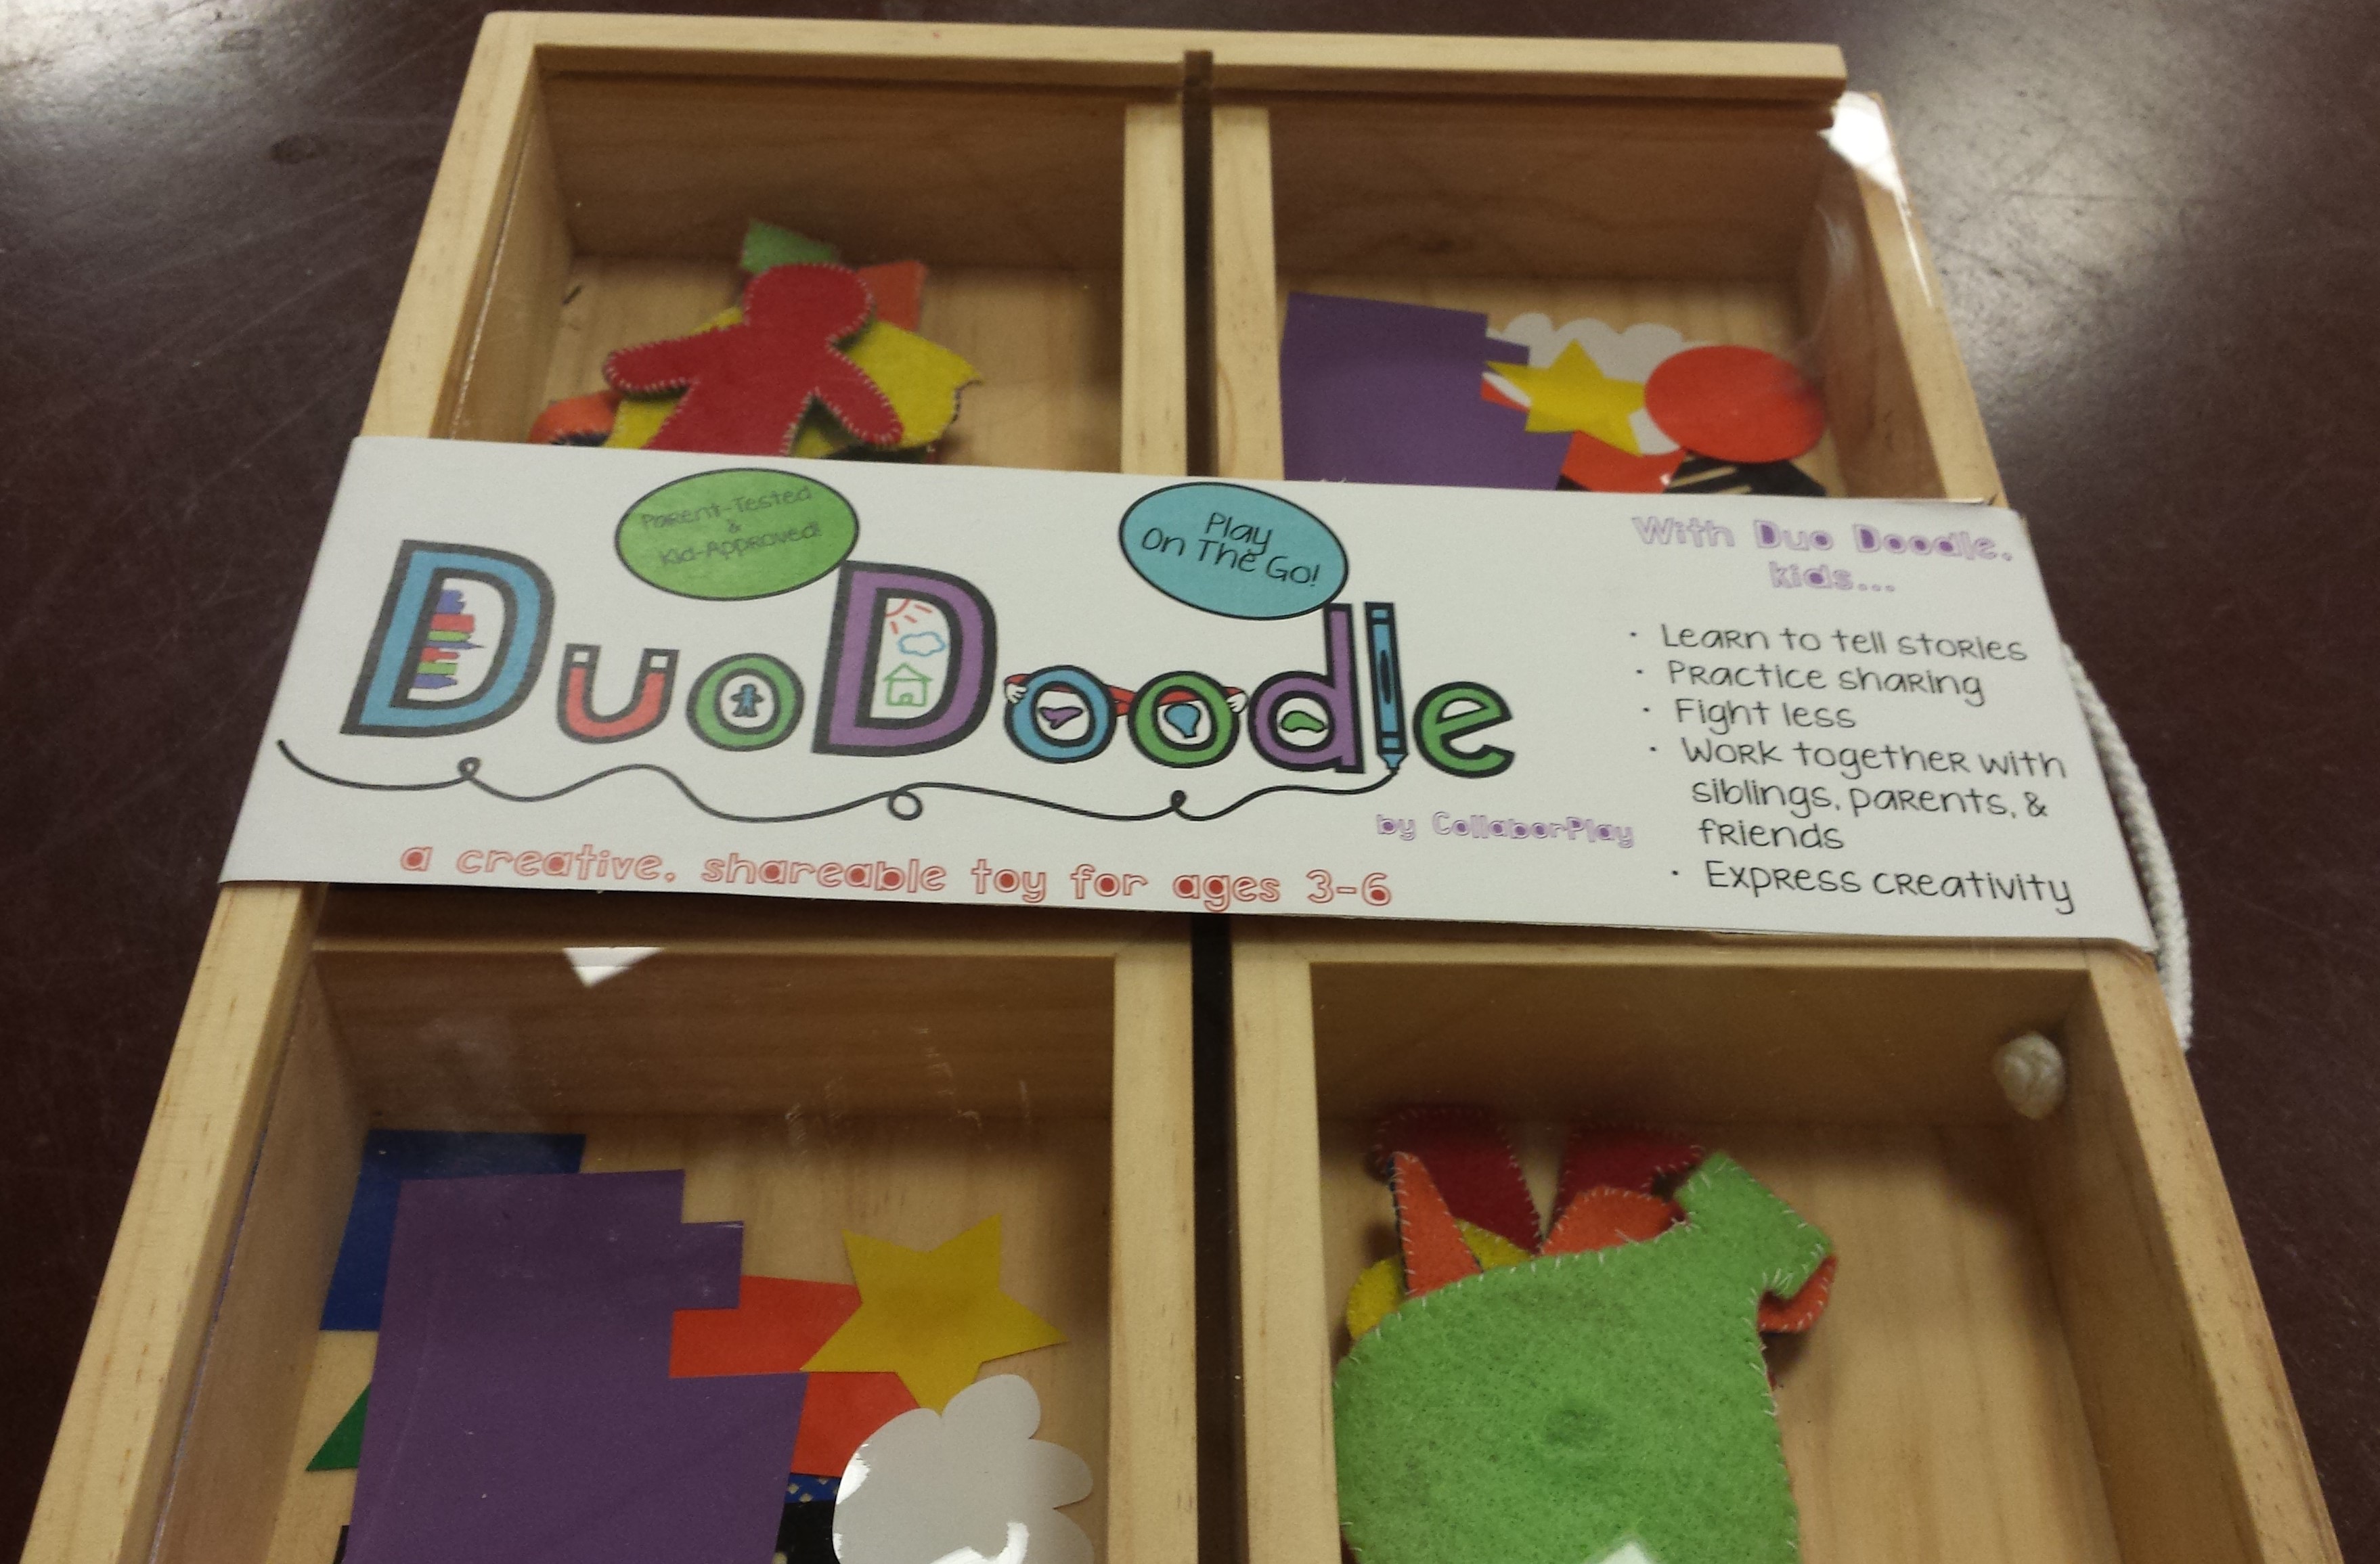 Parent-Tested
&
Kid-Approved!
Play
On The Go!
DuoDoodle
by CollaborPlay
a creative, shareable toy for ages 3-6
With Duo Doodle,
kids...
· Learn to tell stories
· Practice sharing
· Fight less
· Work together with
siblings, parents, &
friends
· Express creativity